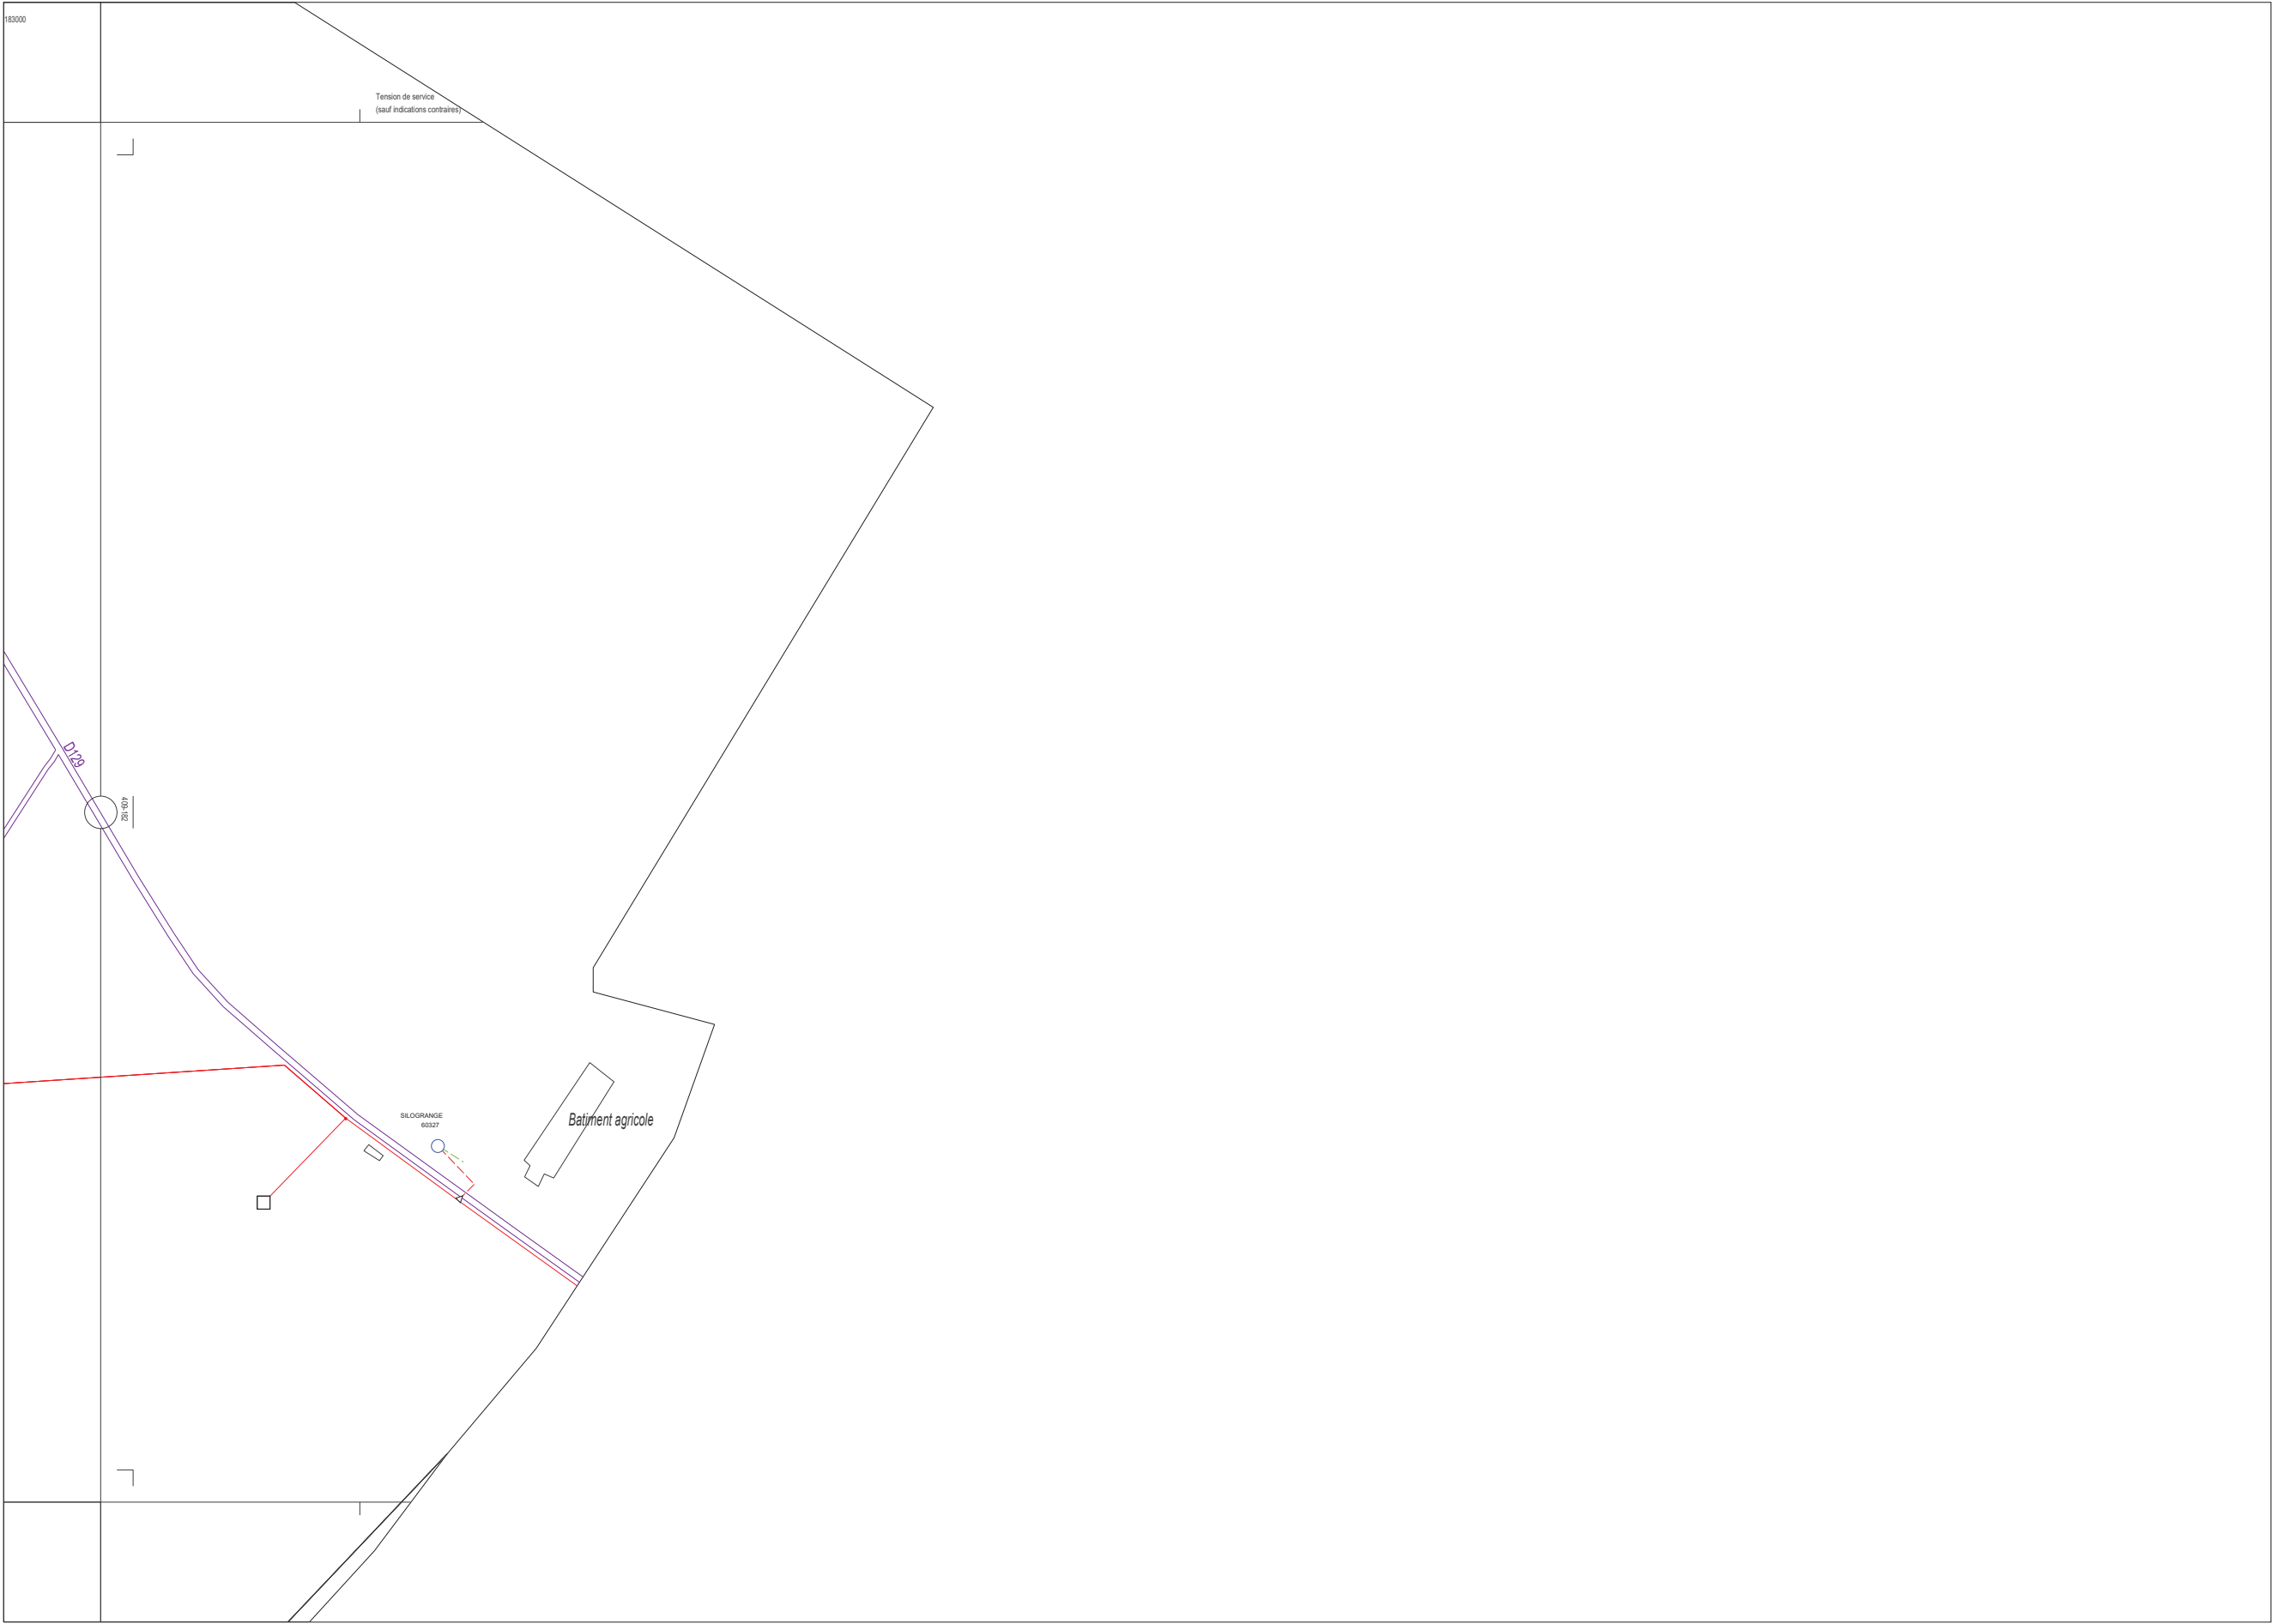 183000
Tension de service
(sauf indications contraires)
D129
409-182
SILOGRANGE
60327
Batiment agricole